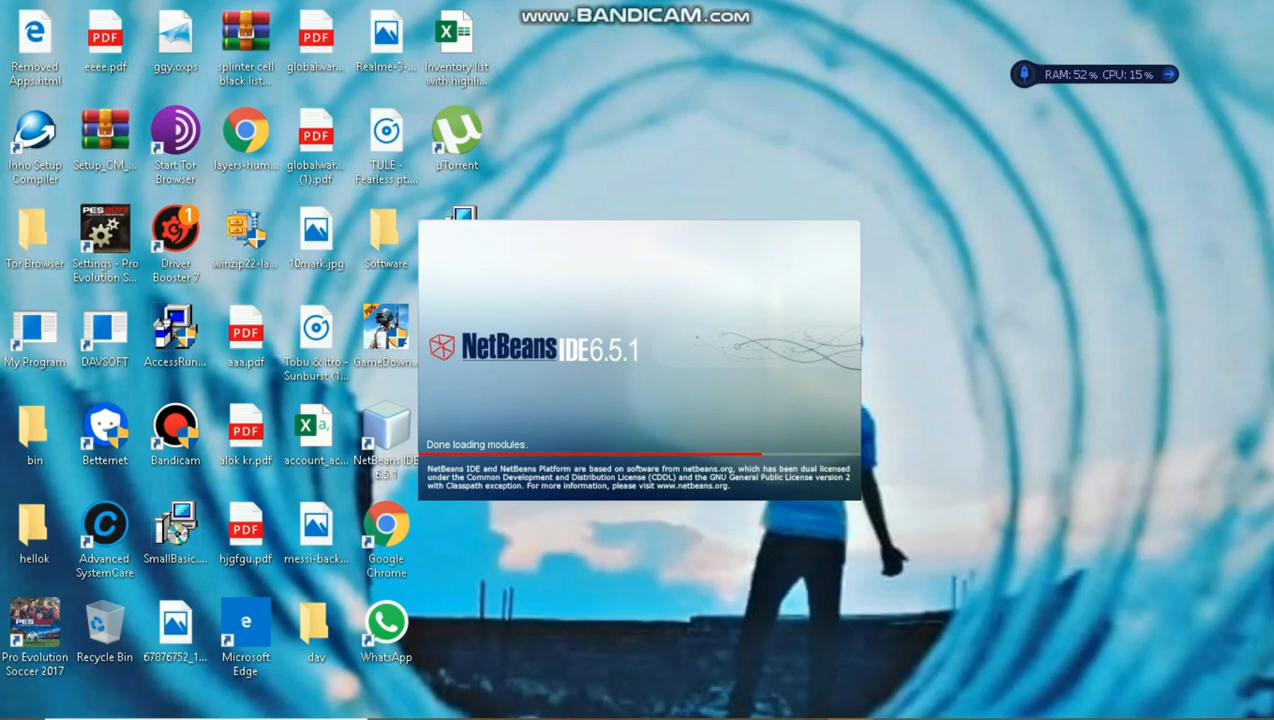 www.BANDICAM.com
RAM: 52% CPU: 15%
Removed
Apps.html
eeee.pdf
ggy.oxps
splinter cell
black list...
globalwar...
Realme-3-...
Inventory list
with highli...
Inno Setup
Compiler
Setup_CM_...
Start Tor
Browser
layers-hum...
globalwar...
(1).pdf
TULE -
Fearless pt....
µTorrent
Tor Browser
Settings - Pro
Evolution S...
Driver
Booster 7
winzip22-la...
10mark.jpg
Software
My Program
DAVSOFT
AccessRun...
aaa.pdf
Tobu & Itro -
Sunburst (1...
GameDown...
NetBeans IDE 6.5.1
Done loading modules.
NetBeans IDE and NetBeans Platform are based on software from netbeans.org, which has been dual licensed
under the Common Development and Distribution License (CDDL) and the GNU General Public License version 2
with Classpath exception. For more information, please visit www.netbeans.org.
bin
Betternet
Bandicam
alok kr.pdf
account_ac...
NetBeans IDE
6.5.1
hellok
Advanced
SystemCare
SmallBasic....
hjgfgu.pdf
messi-back...
Google
Chrome
Pro Evolution
Soccer 2017
Recycle Bin
67876752_1...
Microsoft
Edge
dav
WhatsApp